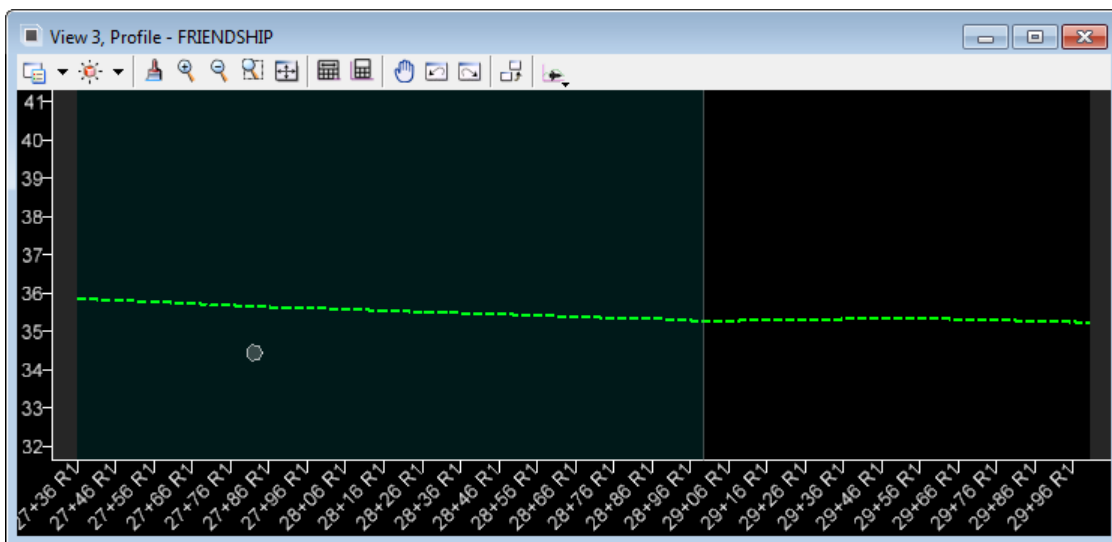 View 3, Profile - FRIENDSHIP
41
40
39
38
37
36
35
34
33
32
27+36 R1
27+46 R1
27+56 R1
27+66 R1
27+76 R1
27+86 R1
27+96 R1
28+06 R1
28+16 R1
28+26 R1
28+36 R1
28+46 R1
28+56 R1
28+66 R1
28+76 R1
28+86 R1
28+96 R1
29+06 R1
29+16 R1
29+26 R1
29+36 R1
29+46 R1
29+56 R1
29+66 R1
29+76 R1
29+86 R1
29+96 R1